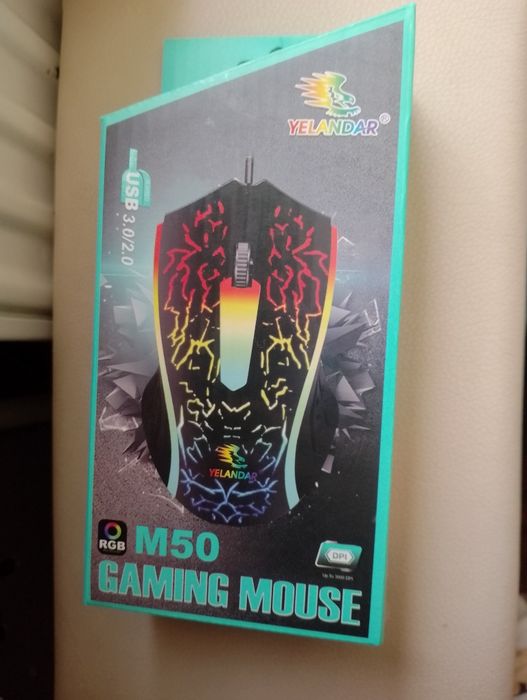 YELANDAR®
USB 3.0/2.0
YELANDAR
RGB
M50
DPI
GAMING MOUSE